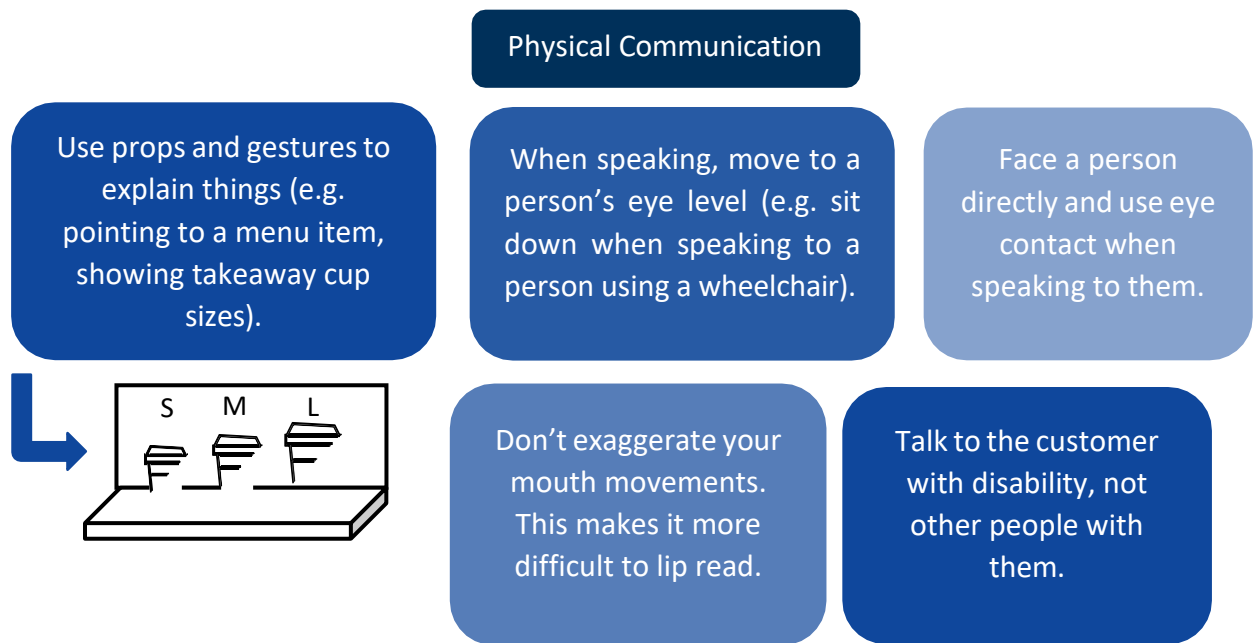 Physical Communication
Use props and gestures to
explain things (e.g.
pointing to a menu item,
showing takeaway cup
sizes).
When speaking, move to a
person’s eye level (e.g. sit
down when speaking to a
person using a wheelchair).
Face a person
directly and use eye
contact when
speaking to them.
S M L
Don’t exaggerate your
mouth movements.
This makes it more
difficult to lip read.
Talk to the customer
with disability, not
other people with
them.